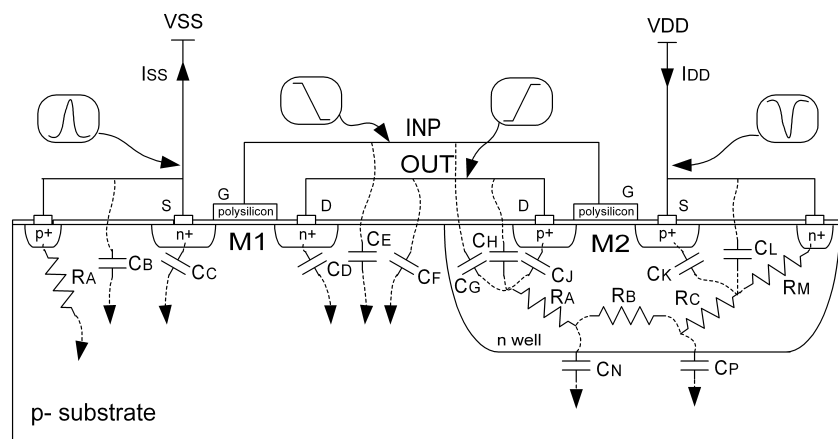 VSS
VDD
ISS
IDD
INP
OUT
G
G
S
polysilicon
D
D
polysilicon
S
p+
n+
M1
n+
p+
M2
p+
n+
RA
CB
CC
CD
CE
CF
CG
CH
CJ
CK
CL
RA
RB
RC
RM
n well
CN
CP
p- substrate